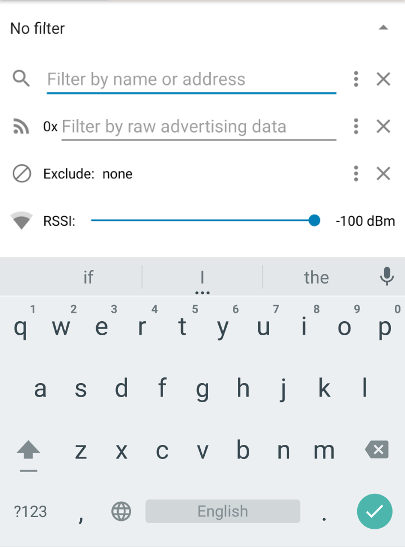 No filter
Filter by name or address
0x Filter by raw advertising data
Exclude: none
RSSI: -100 dBm
if I the
1 2 3 4 5 6 7 8 9 0
q w e r t y u i o p
a s d f g h j k l
z x c v b n m
?123 , English .